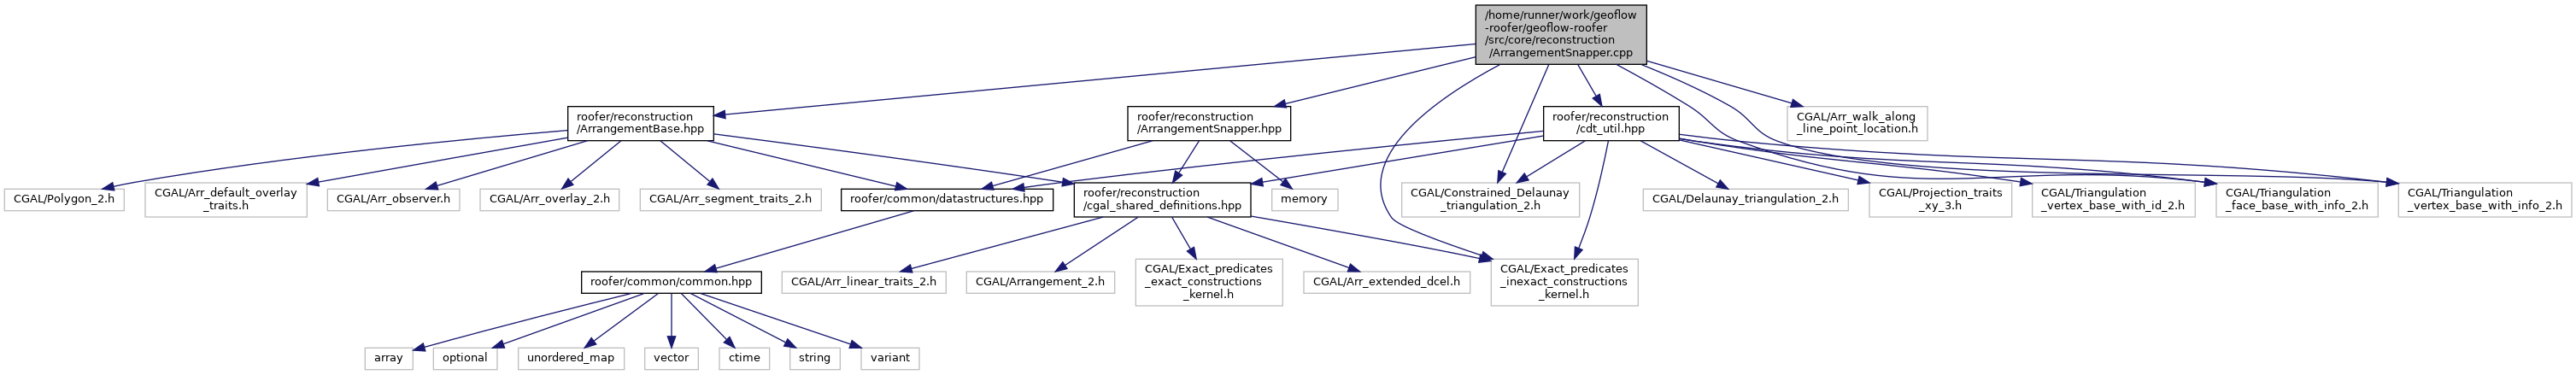 /home/runner/work/geoflow
-roofer/geoflow-roofer
/src/core/reconstruction
/ArrangementSnapper.cpp
roofer/reconstruction
/ArrangementBase.hpp
roofer/reconstruction
/ArrangementSnapper.hpp
roofer/reconstruction
/cdt_util.hpp
CGAL/Arr_walk_along
_line_point_location.h
CGAL/Polygon_2.h
CGAL/Arr_default_overlay
_traits.h
CGAL/Arr_observer.h
CGAL/Arr_overlay_2.h
CGAL/Arr_segment_traits_2.h
roofer/common/datastructures.hpp
roofer/reconstruction
/cgal_shared_definitions.hpp
memory
CGAL/Constrained_Delaunay
_triangulation_2.h
CGAL/Delaunay_triangulation_2.h
CGAL/Projection_traits
_xy_3.h
CGAL/Triangulation
_vertex_base_with_id_2.h
CGAL/Triangulation
_face_base_with_info_2.h
CGAL/Triangulation
_vertex_base_with_info_2.h
roofer/common/common.hpp
CGAL/Arr_linear_traits_2.h
CGAL/Arrangement_2.h
CGAL/Exact_predicates
_exact_constructions
_kernel.h
CGAL/Arr_extended_dcel.h
CGAL/Exact_predicates
_inexact_constructions
_kernel.h
array
optional
unordered_map
vector
ctime
string
variant